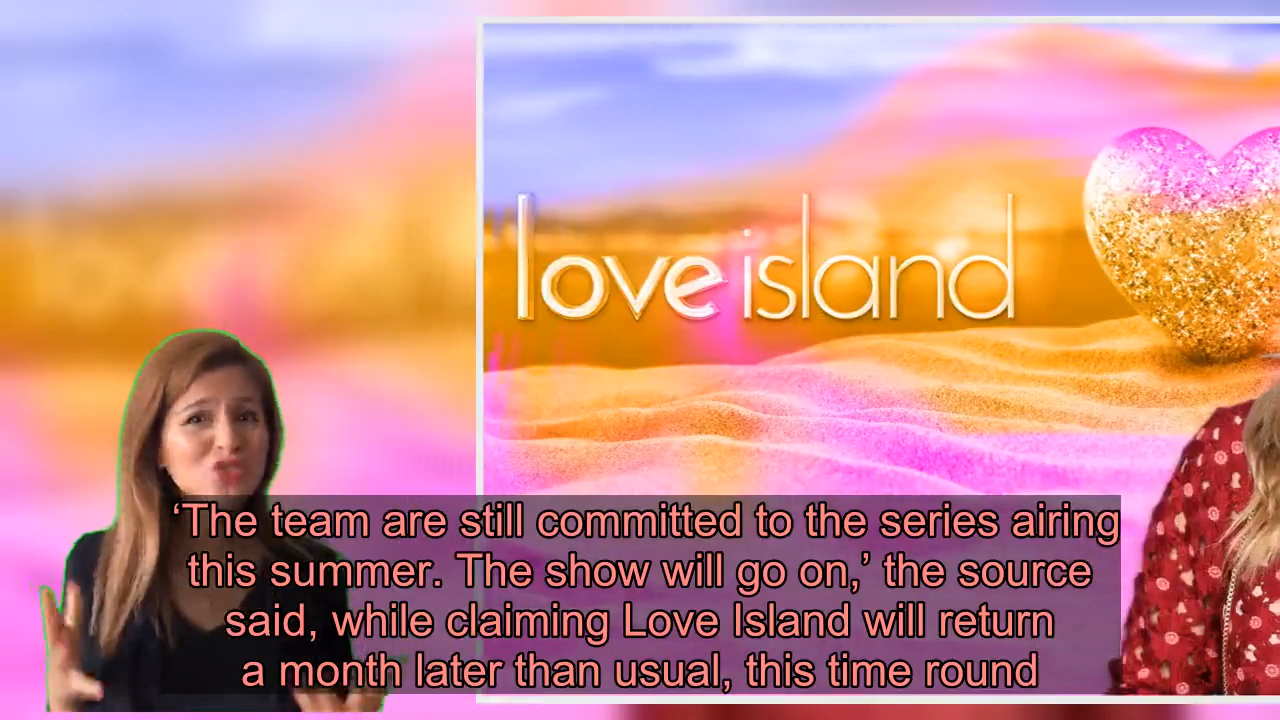 love island
‘The team are still committed to the series airing
this summer. The show will go on,’ the source
said, while claiming Love Island will return
a month later than usual, this time round